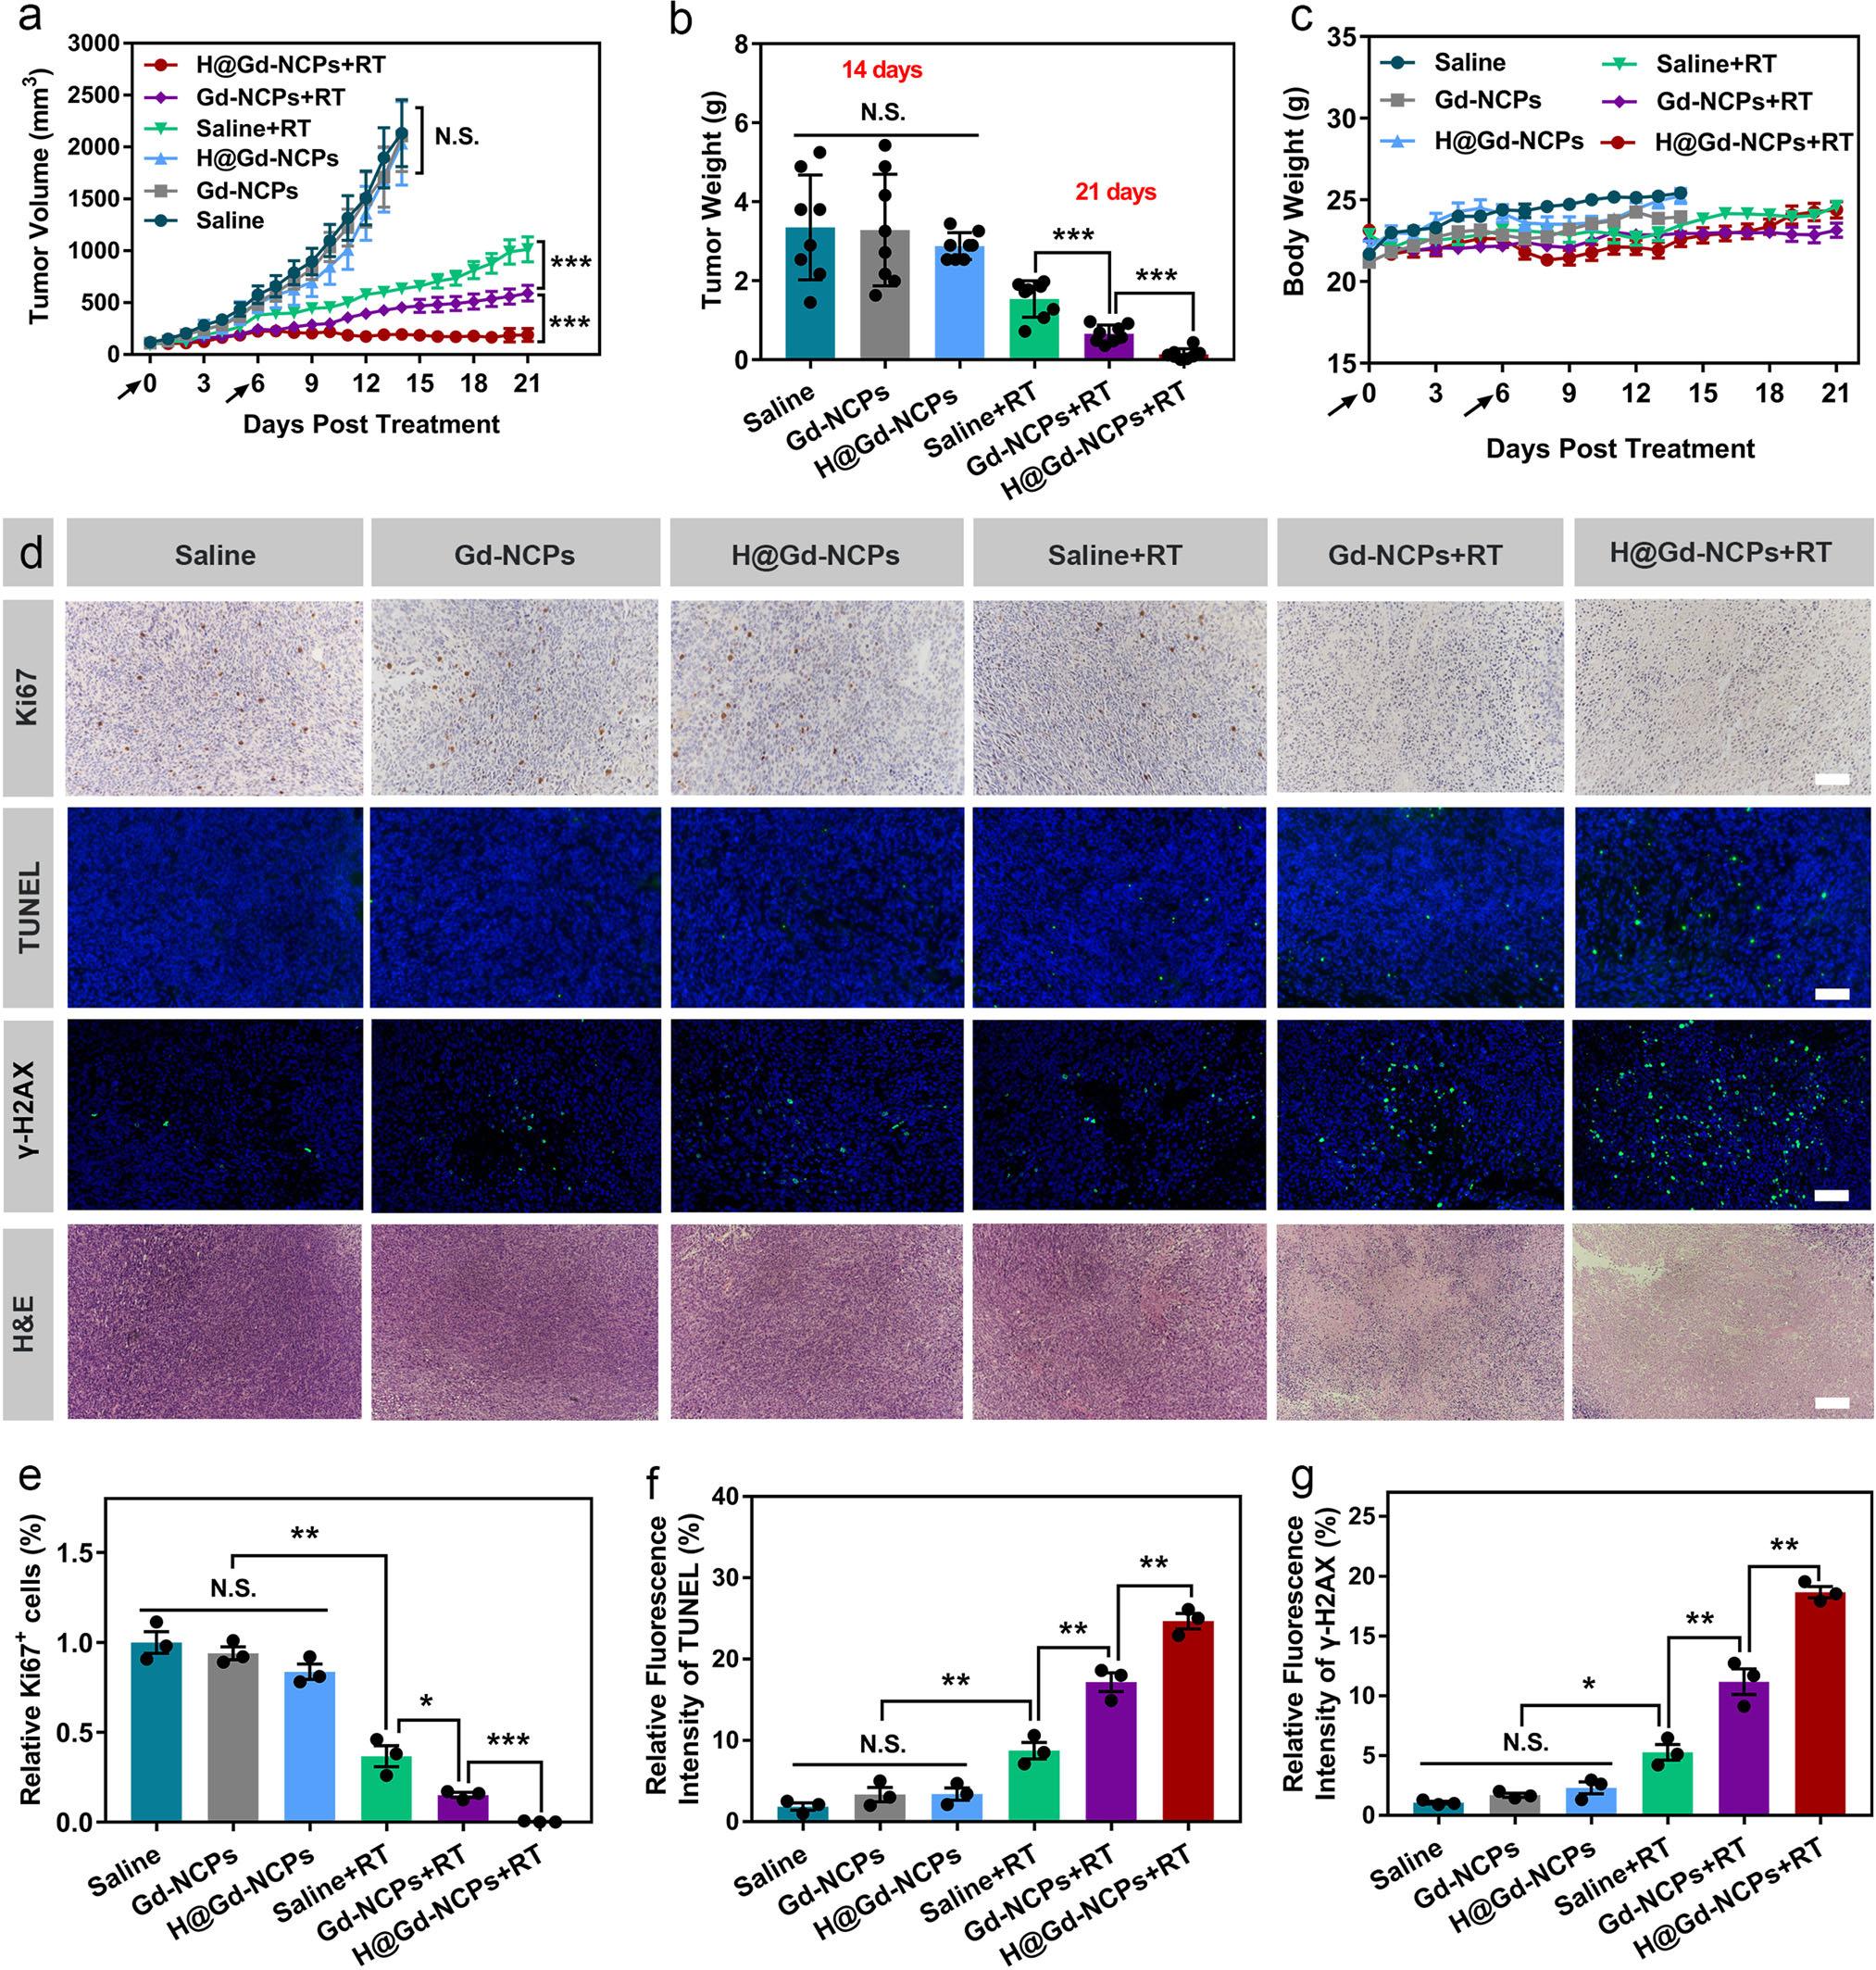 a
Tumor Volume (mm³)
3000
2500
2000
1500
1000
500
0
H@Gd-NCPs+RT
Gd-NCPs+RT
Saline+RT
H@Gd-NCPs
Gd-NCPs
Saline
N.S.
***
***
0 3 6 9 12 15 18 21
Days Post Treatment
b
Tumor Weight (g)
8
6
4
2
0
14 days
N.S.
21 days
***
***
Saline
Gd-NCPs
H@Gd-NCPs
Saline+RT
Gd-NCPs+RT
H@Gd-NCPs+RT
c
Body Weight (g)
35
30
25
20
15
Saline
Gd-NCPs
H@Gd-NCPs
Saline+RT
Gd-NCPs+RT
H@Gd-NCPs+RT
0 3 6 9 12 15 18 21
Days Post Treatment
d
Saline Gd-NCPs H@Gd-NCPs Saline+RT Gd-NCPs+RT H@Gd-NCPs+RT
Ki67
TUNEL
γ-H2AX
H&E
e
Relative Ki67⁺ cells (%)
1.5
1.0
0.5
0.0
**
N.S.
*
***
Saline
Gd-NCPs
H@Gd-NCPs
Saline+RT
Gd-NCPs+RT
H@Gd-NCPs+RT
f
Relative Fluorescence
Intensity of TUNEL (%)
40
30
20
10
0
**
**
**
N.S.
Saline
Gd-NCPs
H@Gd-NCPs
Saline+RT
Gd-NCPs+RT
H@Gd-NCPs+RT
g
Relative Fluorescence
Intensity of γ-H2AX (%)
25
20
15
10
5
0
**
**
*
N.S.
Saline
Gd-NCPs
H@Gd-NCPs
Saline+RT
Gd-NCPs+RT
H@Gd-NCPs+RT